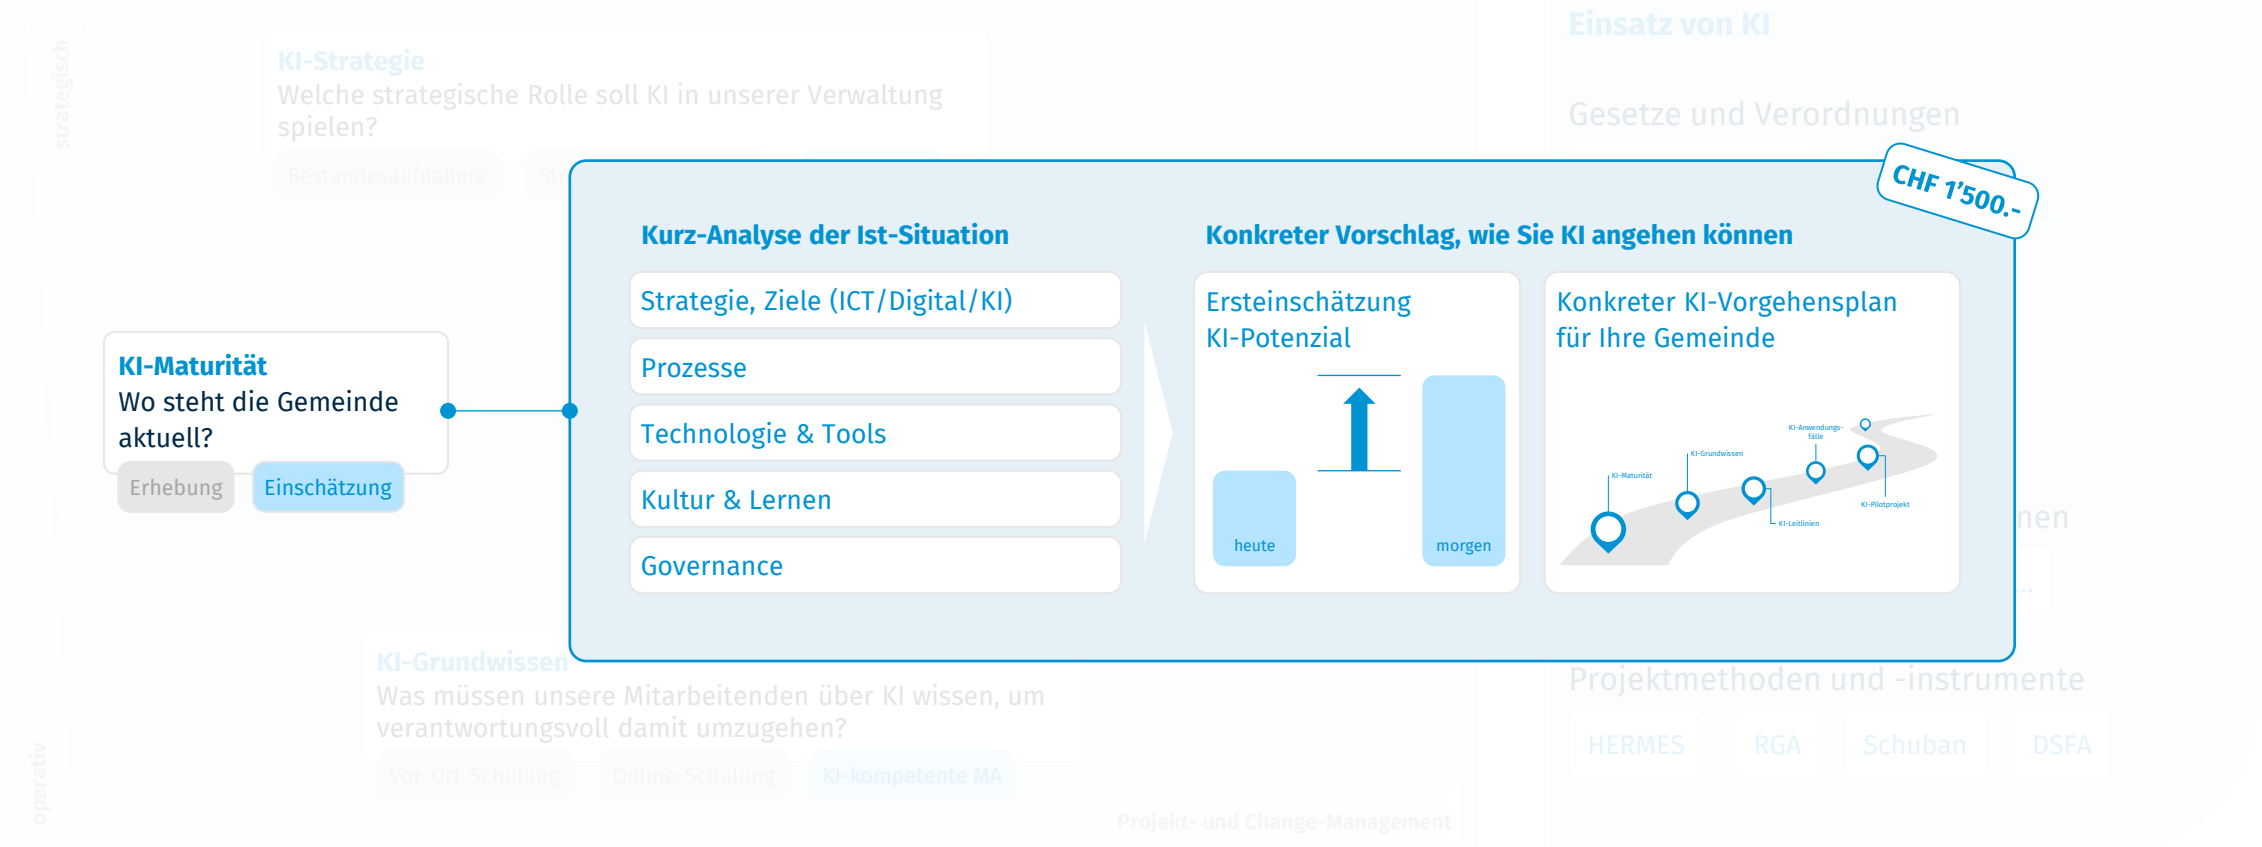 strategisch
KI-Strategie
Welche strategische Rolle soll KI in unserer Verwaltung
spielen?
Bestandesaufnahme
Einsatz von KI
Gesetze und Verordnungen
CHF 1’500.-
Kurz-Analyse der Ist-Situation
Strategie, Ziele (ICT/Digital/KI)
Prozesse
Technologie & Tools
Kultur & Lernen
Governance
Konkreter Vorschlag, wie Sie KI angehen können
Ersteinschätzung
KI-Potenzial
heute
morgen
Konkreter KI-Vorgehensplan
für Ihre Gemeinde
KI-Maturität
KI-Grundwissen
KI-Leitlinien
KI-Anwendungs-
fälle
KI-Pilotprojekt
KI-Maturität
Wo steht die Gemeinde
aktuell?
Erhebung
Einschätzung
KI-Grundwissen
Was müssen unsere Mitarbeitenden über KI wissen, um
verantwortungsvoll damit umzugehen?
Vor-Ort-Schulung
Online-Schulung
KI-kompetente MA
operativ
Projekt- und Change-Management
Projektmethoden und -instrumente
HERMES
RGA
Schuban
DSFA